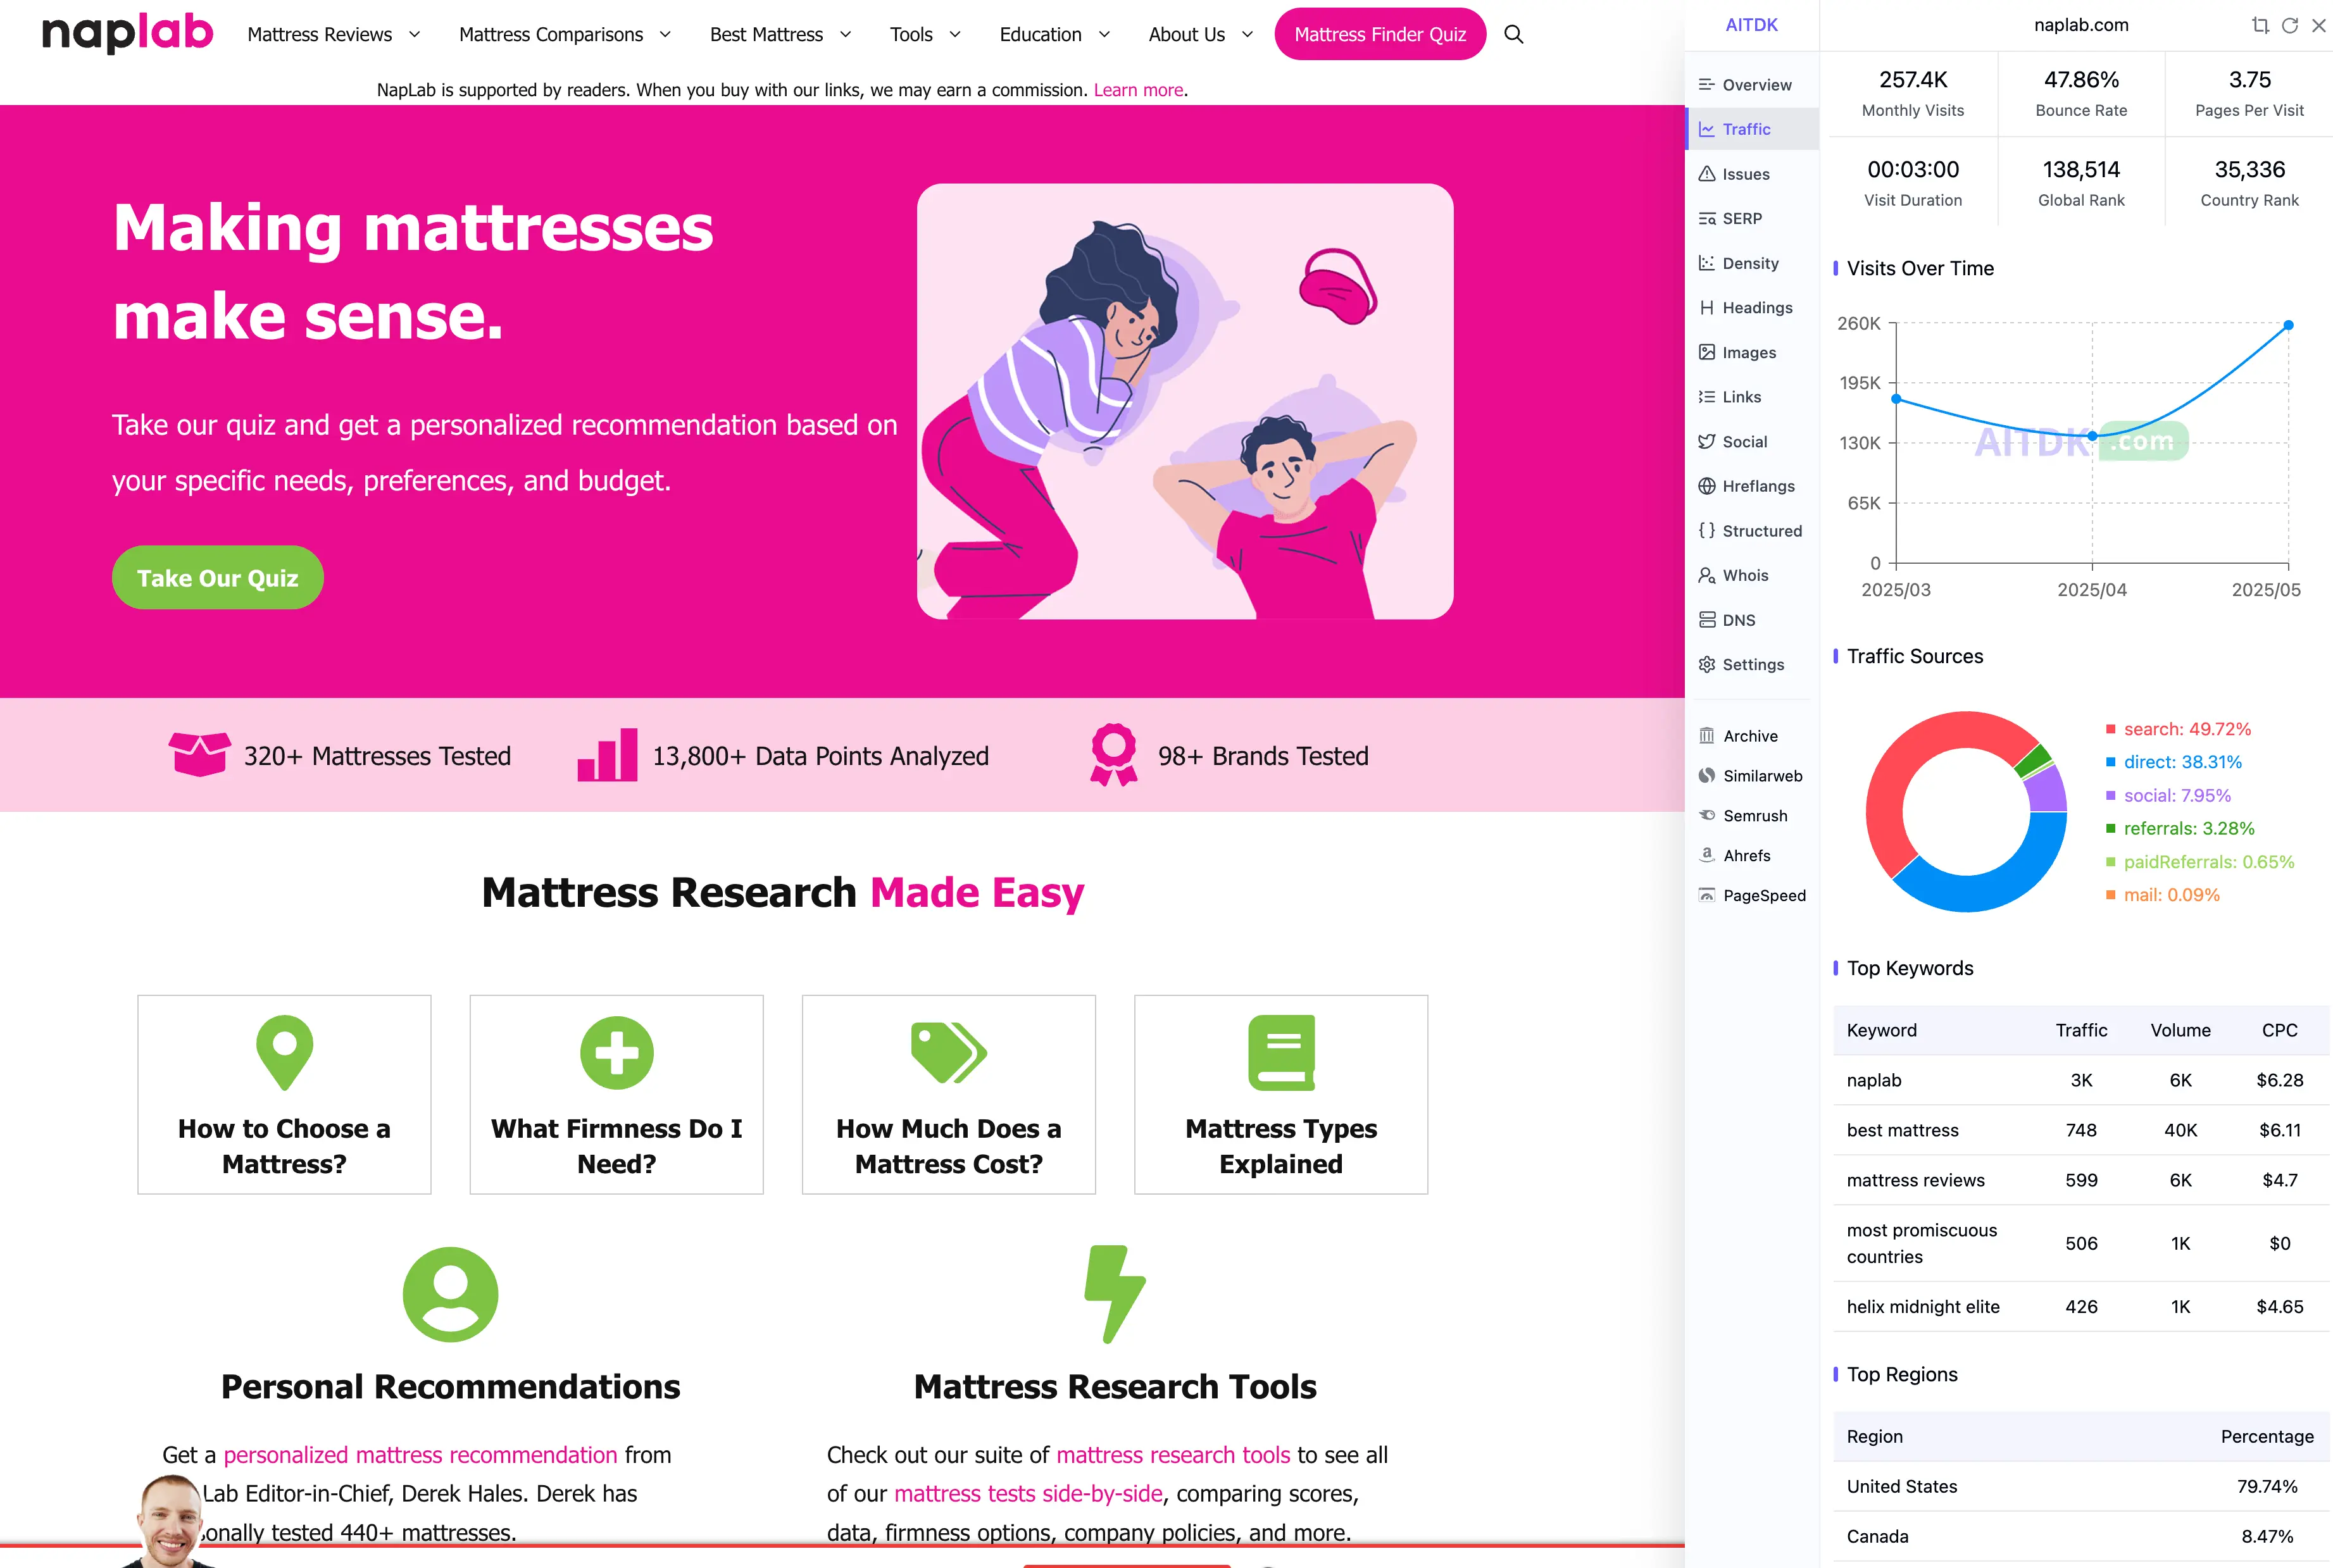 naplab
Mattress Reviews
Mattress Comparisons
Best Mattress
Tools
Education
About Us
Mattress Finder Quiz
NapLab is supported by readers. When you buy with our links, we may earn a commission. Learn more.
Making mattresses
make sense.
Take our quiz and get a personalized recommendation based on
your specific needs, preferences, and budget.
Take Our Quiz
320+ Mattresses Tested
13,800+ Data Points Analyzed
98+ Brands Tested
Mattress Research Made Easy
How to Choose a
Mattress?
What Firmness Do I
Need?
How Much Does a
Mattress Cost?
Mattress Types
Explained
Personal Recommendations
Get a personalized mattress recommendation from
Lab Editor-in-Chief, Derek Hales. Derek has
onally tested 440+ mattresses.
Mattress Research Tools
Check out our suite of mattress research tools to see all
of our mattress tests side-by-side, comparing scores,
data, firmness options, company policies, and more.
AITDK
Overview
Traffic
Issues
SERP
Density
Headings
Images
Links
Social
Hreflangs
Structured
Whois
DNS
Settings
Archive
Similarweb
Semrush
Ahrefs
PageSpeed
naplab.com
257.4K
Monthly Visits
47.86%
Bounce Rate
3.75
Pages Per Visit
00:03:00
Visit Duration
138,514
Global Rank
35,336
Country Rank
Visits Over Time
260K
195K
130K
65K
0
AITDK .com
2025/03
2025/04
2025/05
Traffic Sources
search: 49.72%
direct: 38.31%
social: 7.95%
referrals: 3.28%
paidReferrals: 0.65%
mail: 0.09%
Top Keywords
Keyword Traffic Volume CPC
naplab 3K 6K $6.28
best mattress 748 40K $6.11
mattress reviews 599 6K $4.7
most promiscuous
countries 506 1K $0
helix midnight elite 426 1K $4.65
Top Regions
Region Percentage
United States 79.74%
Canada 8.47%